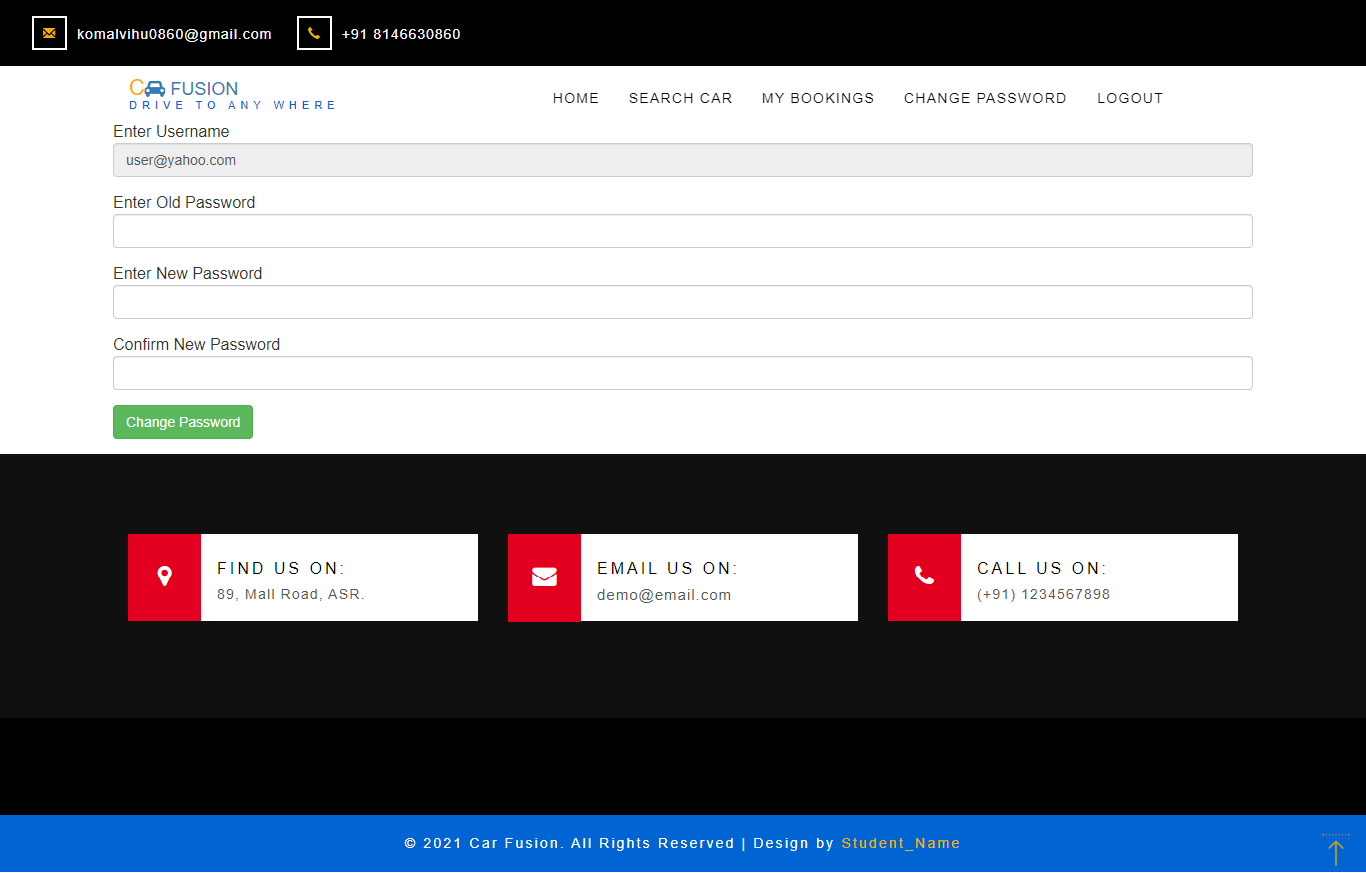 komalvihu0860@gmail.com +91 8146630860
C FUSION
DRIVE TO ANY WHERE
HOME SEARCH CAR MY BOOKINGS CHANGE PASSWORD LOGOUT
Enter Username
user@yahoo.com
Enter Old Password
Enter New Password
Confirm New Password
Change Password
FIND US ON:
89, Mall Road, ASR.
EMAIL US ON:
demo@email.com
CALL US ON:
(+91) 1234567898
© 2021 Car Fusion. All Rights Reserved | Design by Student_Name